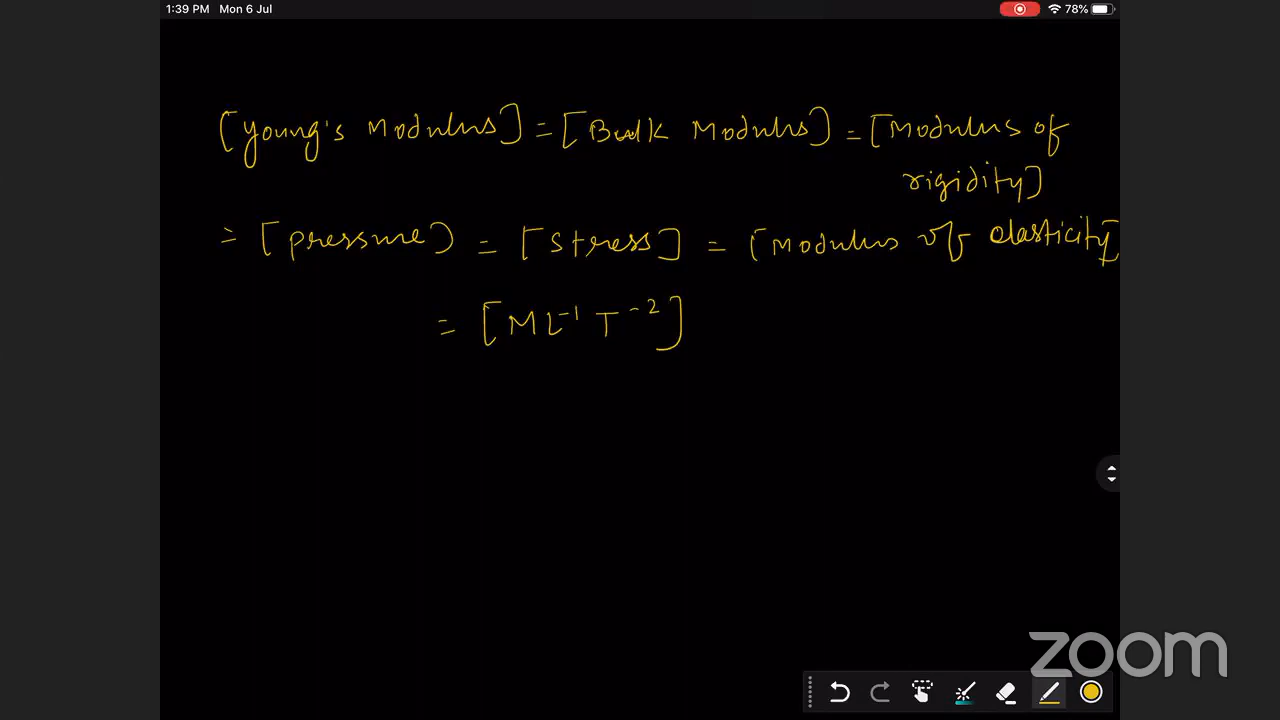 1:39 PM Mon 6 Jul
78%
[Young's Modulus] = [Bulk Modulus] = [Modulus of
rigidity]
= [pressure] = [stress] = [Modulus of elasticity]
= [M L⁻¹ T⁻²]
zoom